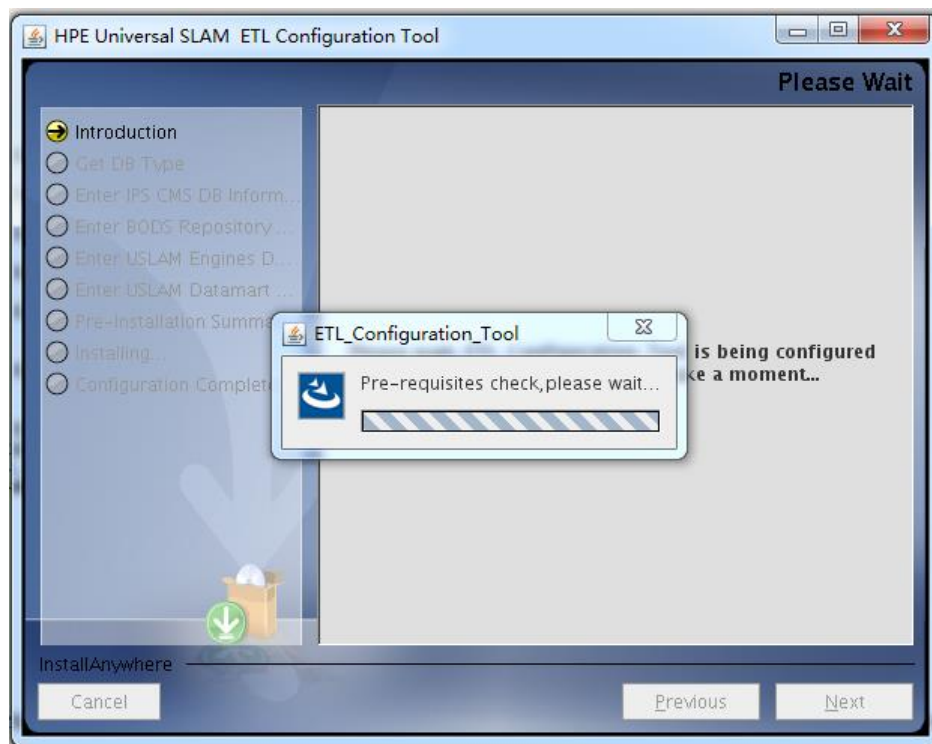 HPE Universal SLAM ETL Configuration Tool
Please Wait
Introduction
Get DB Type
Enter IPS CMS DB Inform...
Enter BODS Repository ...
Enter USLAM Engines D...
Enter USLAM Datamart ...
Pre-Installation Summ
Installing...
Configuration Complet
ETL_Configuration_Tool
is being configured
ke a moment...
Pre-requisites check,please wait...
InstallAnywhere
Cancel
Previous
Next